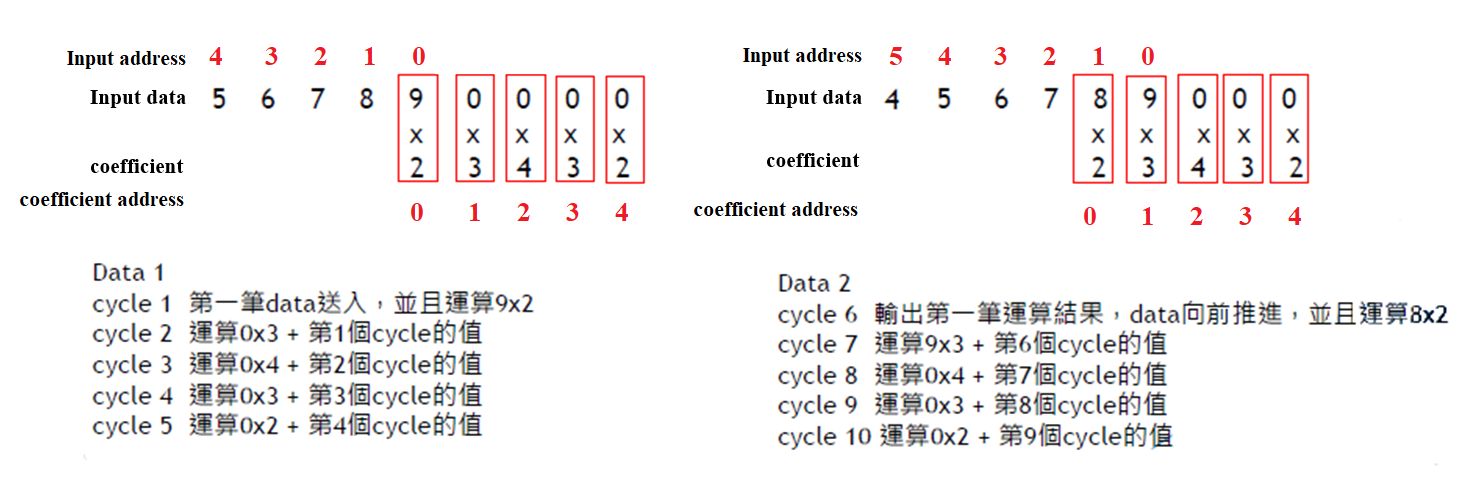 Input address 4 3 2 1 0
Input data 5 6 7 8 9 0 0 0 0
x x x x x
coefficient 2 3 4 3 2
coefficient address
0 1 2 3 4
Data 1
cycle 1 第一筆data送入，並且運算9x2
cycle 2 運算0x3 + 第1個cycle的值
cycle 3 運算0x4 + 第2個cycle的值
cycle 4 運算0x3 + 第3個cycle的值
cycle 5 運算0x2 + 第4個cycle的值
Input address 5 4 3 2 1 0
Input data 4 5 6 7 8 9 0 0 0
x x x x x
coefficient 2 3 4 3 2
coefficient address 0 1 2 3 4
Data 2
cycle 6 輸出第一筆運算結果，data向前推進，並且運算8x2
cycle 7 運算9x3 + 第6個cycle的值
cycle 8 運算0x4 + 第7個cycle的值
cycle 9 運算0x3 + 第8個cycle的值
cycle 10 運算0x2 + 第9個cycle的值